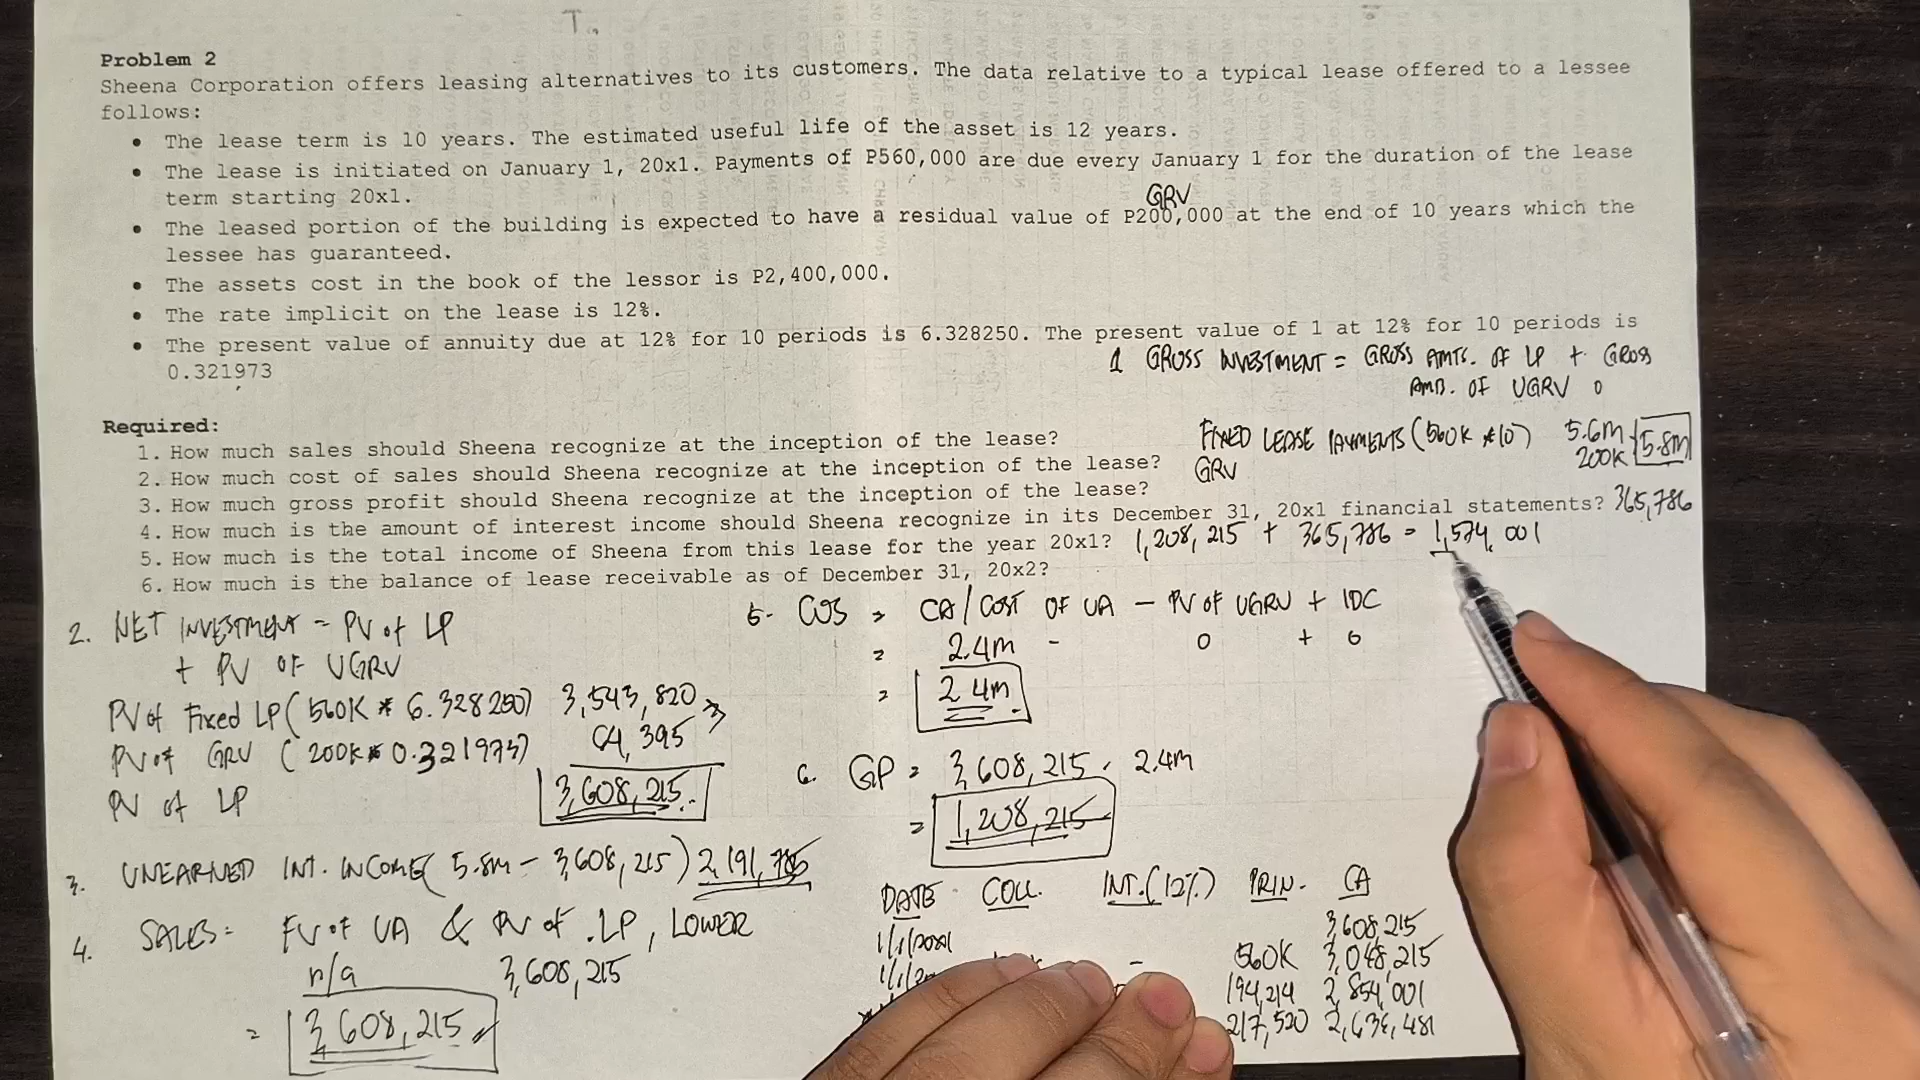 T.
Problem 2
Sheena Corporation offers leasing alternatives to its customers. The data relative to a typical lease offered to a lessee
follows:
• The lease term is 10 years. The estimated useful life of the asset is 12 years.
• The lease is initiated on January 1, 20x1. Payments of P560,000 are due every January 1 for the duration of the lease
term starting 20x1.
GRV
• The leased portion of the building is expected to have a residual value of P200,000 at the end of 10 years which the
lessee has guaranteed.
• The assets cost in the book of the lessor is P2,400,000.
• The rate implicit on the lease is 12%.
• The present value of annuity due at 12% for 10 periods is 6.328250. The present value of 1 at 12% for 10 periods is
0.321973
1 GROSS INVESTMENT = GROSS AMTS. OF LP + GROSS
AMB. OF UGRV 0
FIXED LEASE PAYMENTS (560K * 10) 5.6M
GRV 200K 5.8M
Required:
1. How much sales should Sheena recognize at the inception of the lease?
2. How much cost of sales should Sheena recognize at the inception of the lease?
3. How much gross profit should Sheena recognize at the inception of the lease?
4. How much is the amount of interest income should Sheena recognize in its December 31, 20x1 financial statements? 365,786
5. How much is the total income of Sheena from this lease for the year 20x1? 1,208,215 + 365,786 = 1,574,001
6. How much is the balance of lease receivable as of December 31, 20x2?
2. NET INVESTMENT = PV of LP
+ PV OF UGRV
PV of Fixed LP (560K * 6.328250) 3,543,820
PV of GRV (200K * 0.321973) 64,395
PV of LP 3,608,215
3. UNEARNED INT. INCOME (5.8M - 3,608,215) 2,191,785
4. SALES = FV of UA & PV of LP, LOWER
n/a 3,608,215
= 3,608,215
5. COS = CA/COST OF UA - PV OF UGRV + IDC
= 2.4M - 0 + 0
= 2.4M
6. GP = 3,608,215 - 2.4M
= 1,208,215
DATE COLL. INT. (12%) PRIN. CA
3,608,215
1/1/20x1 - 560K 3,048,215
194,214 2,854,001
217,520 2,636,481